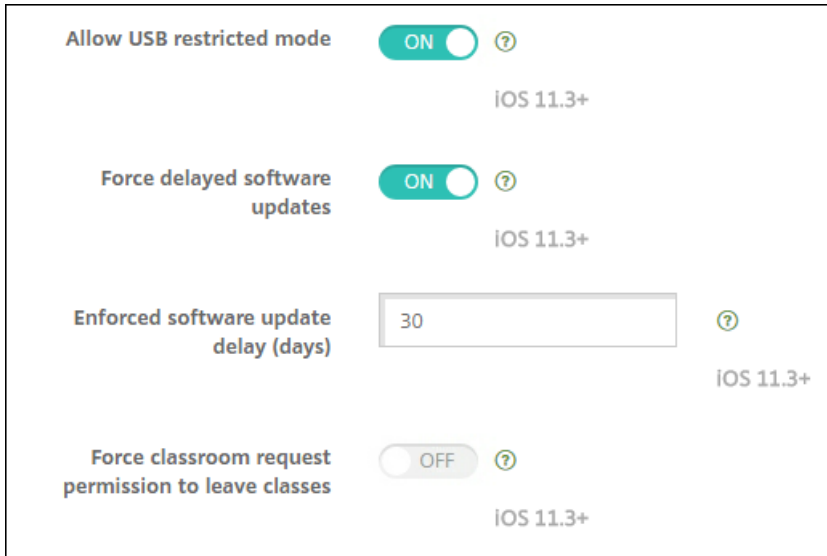 Allow USB restricted mode
ON
?
iOS 11.3+
Force delayed software
updates
ON
?
iOS 11.3+
Enforced software update
delay (days)
30
?
iOS 11.3+
Force classroom request
permission to leave classes
OFF
?
iOS 11.3+